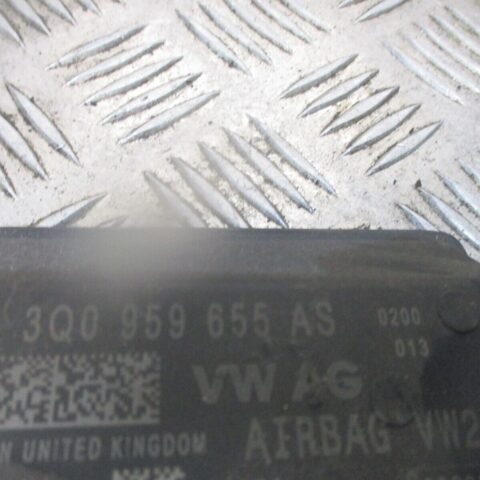 3Q0 959 655 AS 0200
013
VW AG
N UNITED KINGDOM
AIRBAG VW2